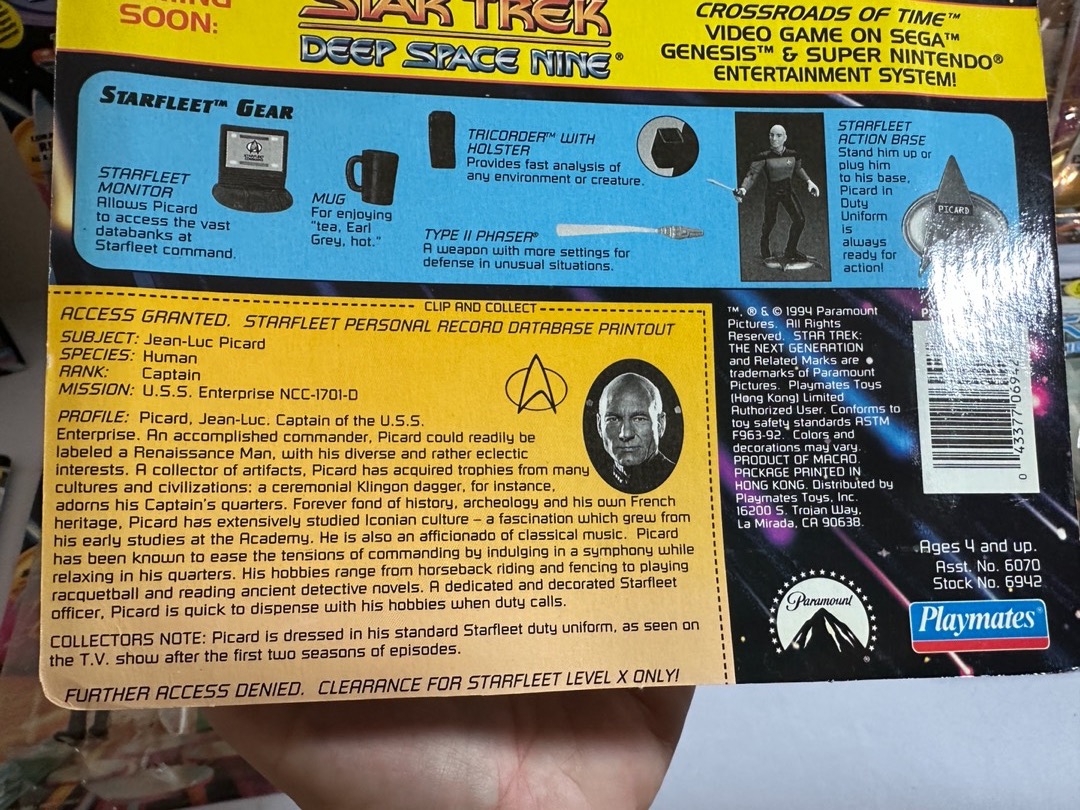 SOON:
STAR TREK
DEEP SPACE NINE®
CROSSROADS OF TIME™
VIDEO GAME ON SEGA™
GENESIS™ & SUPER NINTENDO®
ENTERTAINMENT SYSTEM!
STARFLEET™ GEAR
STARFLEET
MONITOR
Allows Picard
to access the vast
databanks at
Starfleet command.
MUG
For enjoying
"tea, Earl
Grey, hot."
TRICORDER™ WITH
HOLSTER
Provides fast analysis of
any environment or creature.
TYPE II PHASER®
A weapon with more settings for
defense in unusual situations.
STARFLEET
ACTION BASE
Stand him up or
plug him
to his base,
Picard in
Duty
Uniform
is
always
ready for
action!
PICARD
CLIP AND COLLECT
ACCESS GRANTED. STARFLEET PERSONAL RECORD DATABASE PRINTOUT
SUBJECT: Jean-Luc Picard
SPECIES: Human
RANK: Captain
MISSION: U.S.S. Enterprise NCC-1701-D
PROFILE: Picard, Jean-Luc. Captain of the U.S.S.
Enterprise. An accomplished commander, Picard could readily be
labeled a Renaissance Man, with his diverse and rather eclectic
interests. A collector of artifacts, Picard has acquired trophies from many
cultures and civilizations: a ceremonial Klingon dagger, for instance,
adorns his Captain's quarters. Forever fond of history, archeology and his own French
heritage, Picard has extensively studied Iconian culture – a fascination which grew from
his early studies at the Academy. He is also an afficionado of classical music. Picard
has been known to ease the tensions of commanding by indulging in a symphony while
relaxing in his quarters. His hobbies range from horseback riding and fencing to playing
racquetball and reading ancient detective novels. A dedicated and decorated Starfleet
officer, Picard is quick to dispense with his hobbies when duty calls.
COLLECTORS NOTE: Picard is dressed in his standard Starfleet duty uniform, as seen on
the T.V. show after the first two seasons of episodes.
FURTHER ACCESS DENIED. CLEARANCE FOR STARFLEET LEVEL X ONLY!
™, ® & © 1994 Paramount
Pictures. All Rights
Reserved. STAR TREK:
THE NEXT GENERATION
and Related Marks are
trademarks of Paramount
Pictures. Playmates Toys
(Hong Kong) Limited
Authorized User. Conforms to
toy safety standards ASTM
F963-92. Colors and
decorations may vary.
PRODUCT OF MACAO.
PACKAGE PRINTED IN
HONG KONG. Distributed by
Playmates Toys, Inc.
16200 S. Trojan Way,
La Mirada, CA 90638.
0 43377 0694
Ages 4 and up.
Asst. No. 6070
Stock No. 6942
Paramount
Playmates®